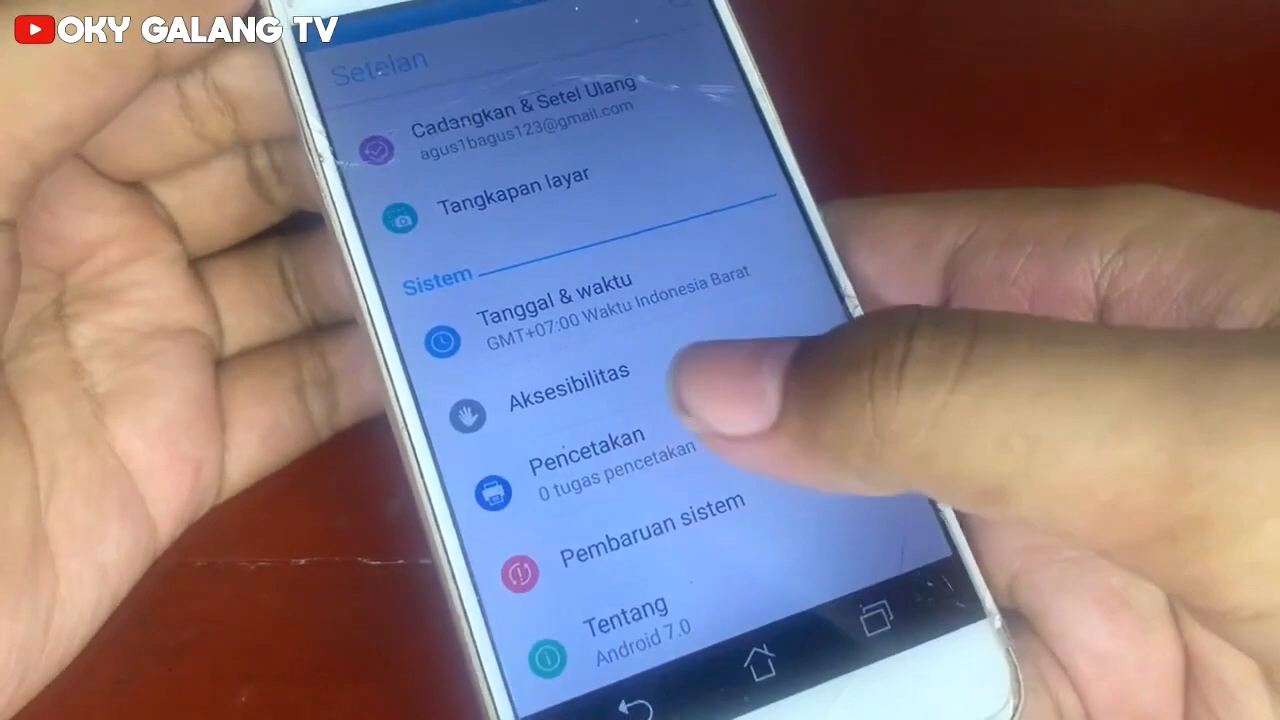 OKY GALANG TV
Setelan
Cadangkan & Setel Ulang
agus1bagus123@gmail.com
Tangkapan layar
Sistem
Tanggal & waktu
GMT+07:00 Waktu Indonesia Barat
Aksesibilitas
Pencetakan
0 tugas pencetakan
Pembaruan sistem
Tentang
Android 7.0